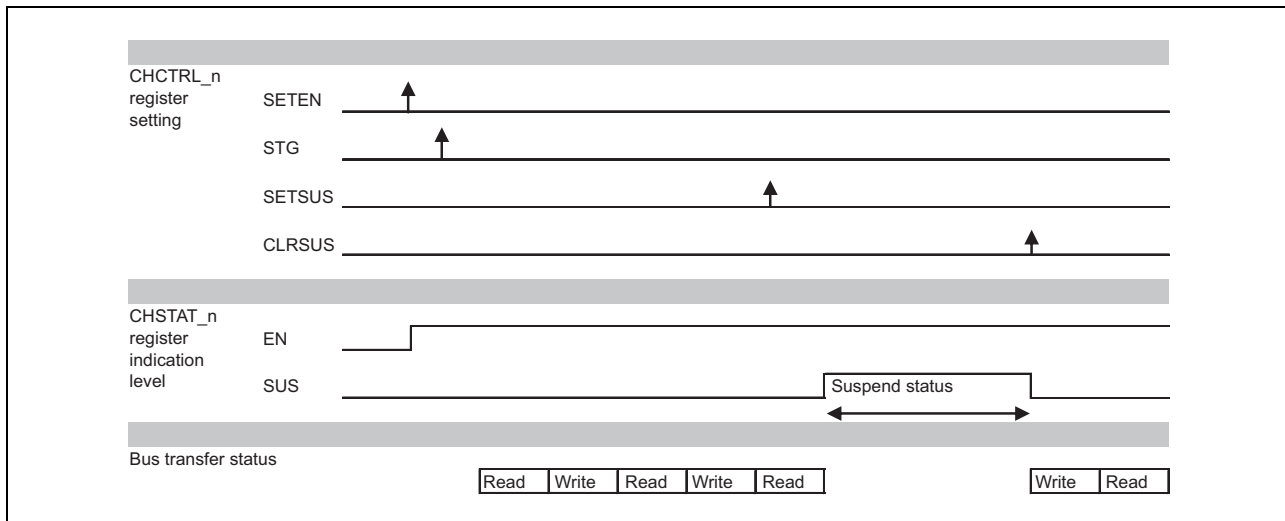 CHCTRL_n
register
setting
SETEN
STG
SETSUS
CLRSUS
CHSTAT_n
register
indication
level
EN
SUS
Suspend status
Bus transfer status
Read Write Read Write Read Write Read